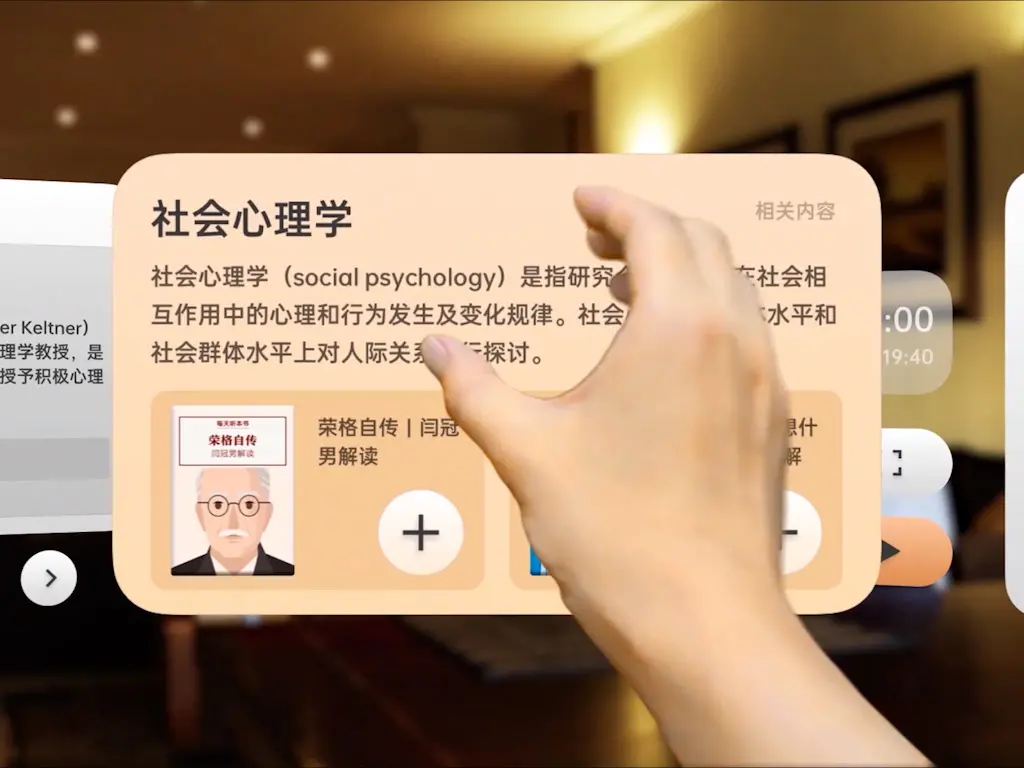 社会心理学
相关内容
社会心理学（social psychology）是指研究 在社会相
互作用中的心理和行为发生及变化规律。社会 水平和
社会群体水平上对人际关系 行探讨。
er Keltner）
理学教授，是
授予积极心理
:00
19:40
每天听本书
荣格自传
闫冠男解读
荣格自传 | 闫冠
男解读
想什
解